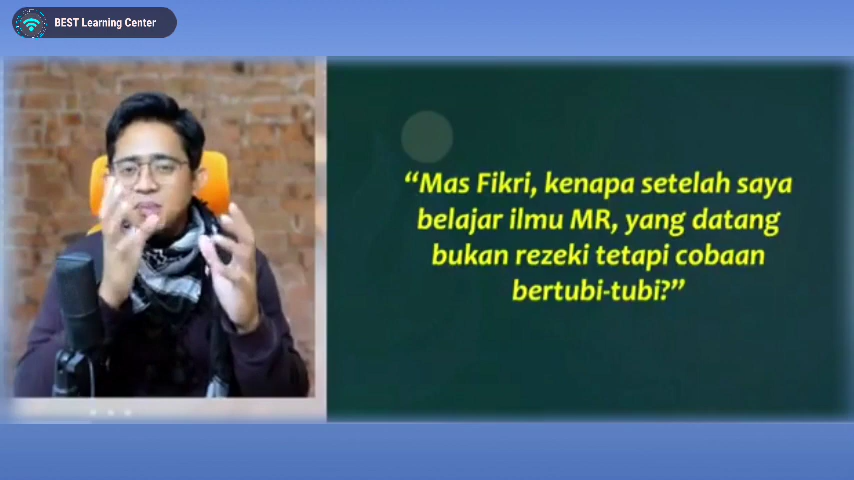 BEST Learning Center
“Mas Fikri, kenapa setelah saya
belajar ilmu MR, yang datang
bukan rezeki tetapi cobaan
bertubi-tubi?”